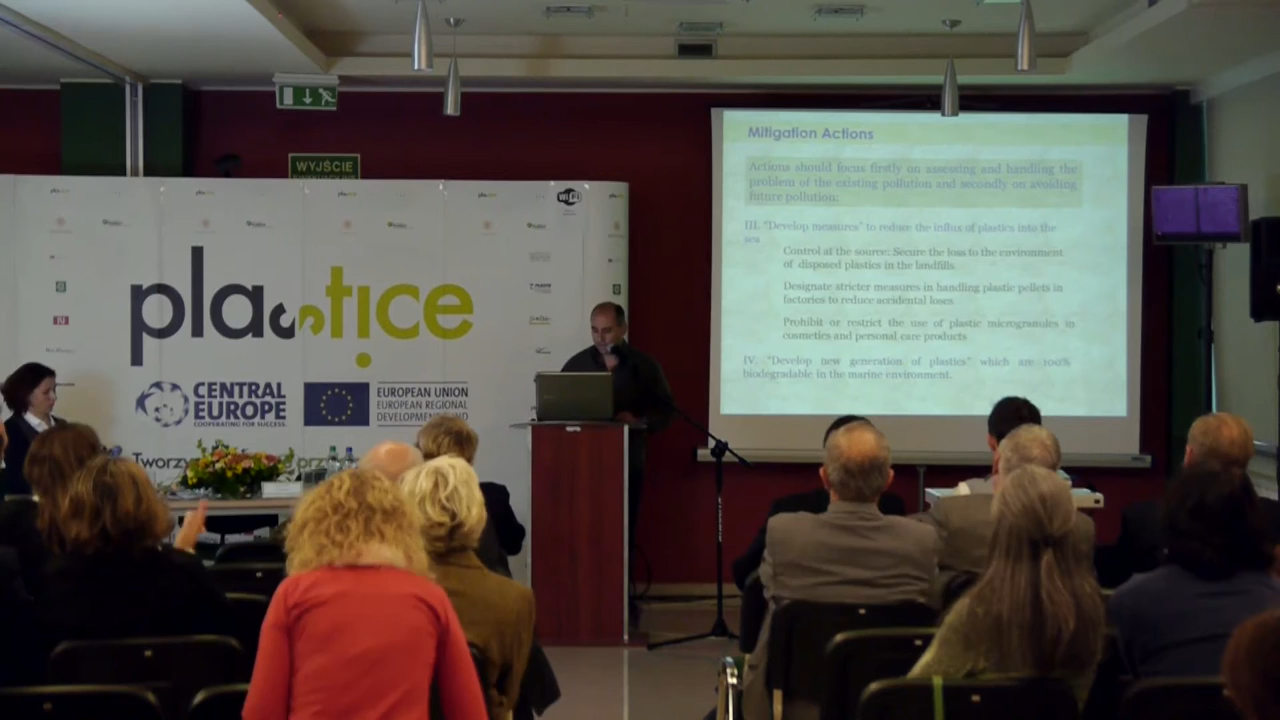 WYJŚCIE
WiFi
plasstice
CENTRAL
EUROPE
COOPERATING FOR SUCCESS.
EUROPEAN UNION
EUROPEAN REGIONAL
DEVELOPMENT FUND
Tworzy
Mitigation Actions
Actions should focus firstly on assessing and handling the
problem of the existing pollution and secondly on avoiding
future pollution:
III. "Develop measures" to reduce the influx of plastics into the
sea
Control at the source: Secure the loss to the environment
of disposed plastics in the landfills
Designate stricter measures in handling plastic pellets in
factories to reduce accidental loses
Prohibit or restrict the use of plastic microgranules in
cosmetics and personal care products
IV. "Develop new generation of plastics" which are 100%
biodegradable in the marine environment.